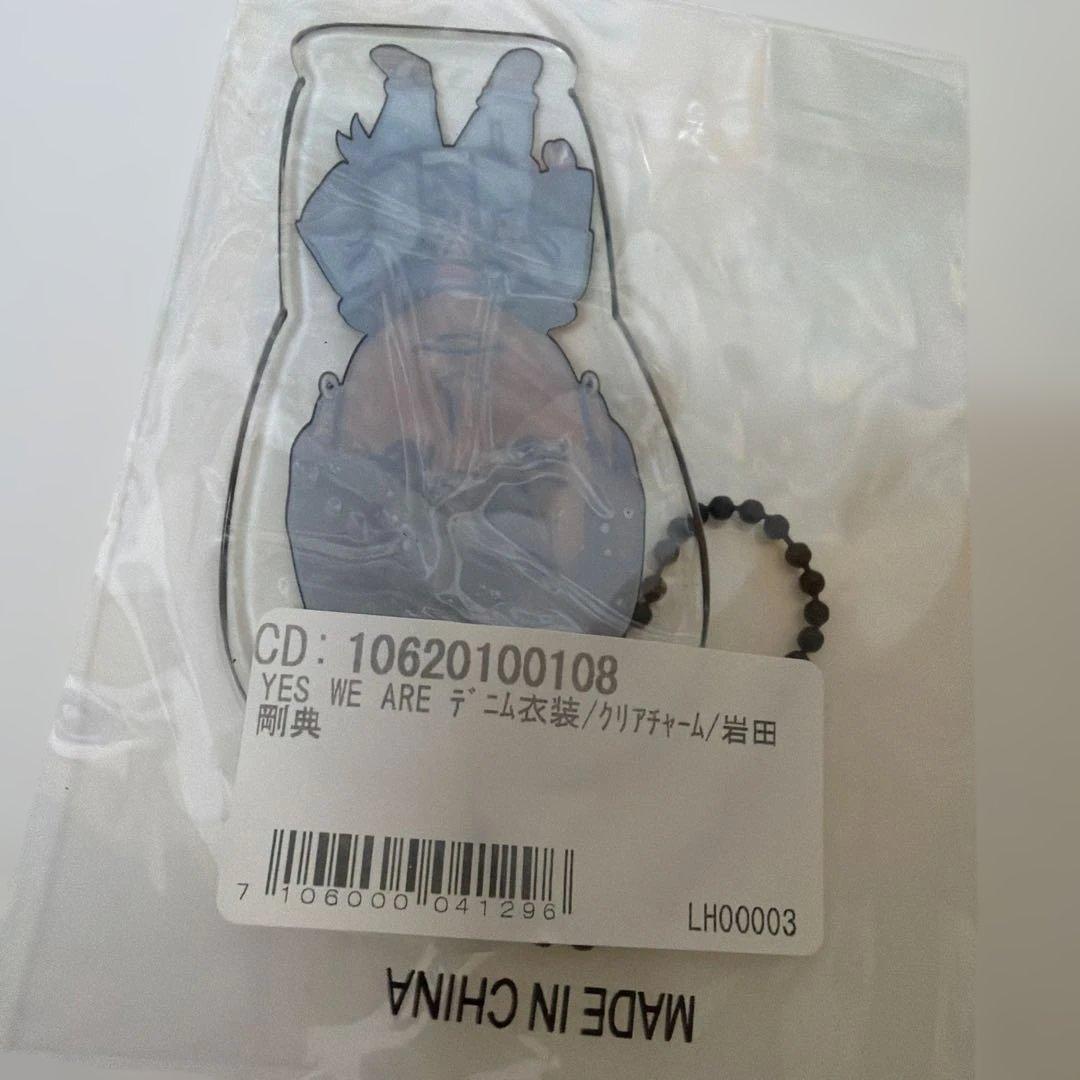 CD: 10620100108
YES WE ARE ﾃﾞﾆﾑ衣装/ｸﾘｱﾁｬｰﾑ/岩田
剛典
7 106000 041296
LH00003
MADE IN CHINA